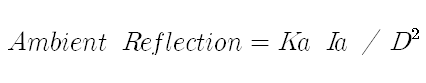 Ambient Reflection = Ka Ia / D²